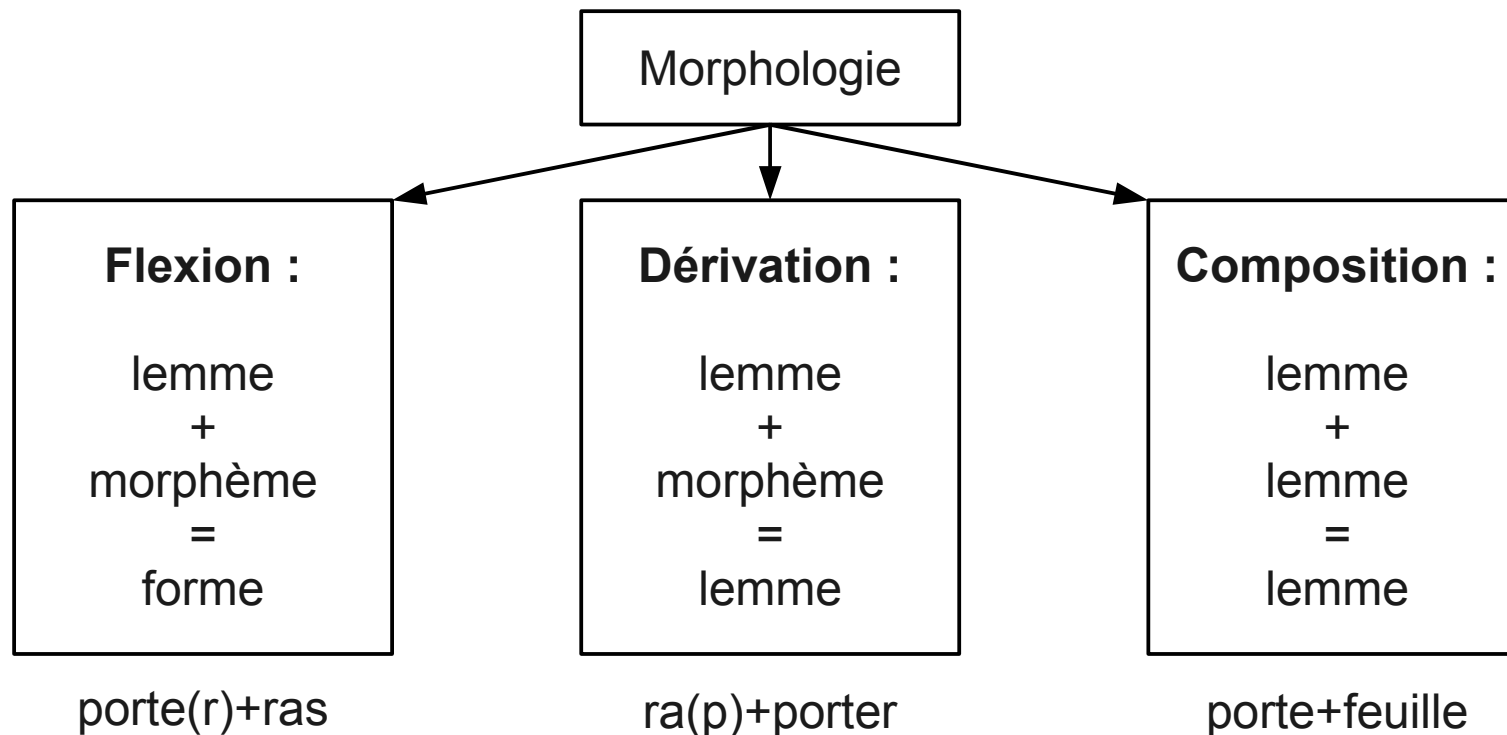 Morphologie
Flexion :
lemme
+
morphème
=
forme
porte(r)+ras
Dérivation :
lemme
+
morphème
=
lemme
ra(p)+porter
Composition :
lemme
+
lemme
=
lemme
porte+feuille